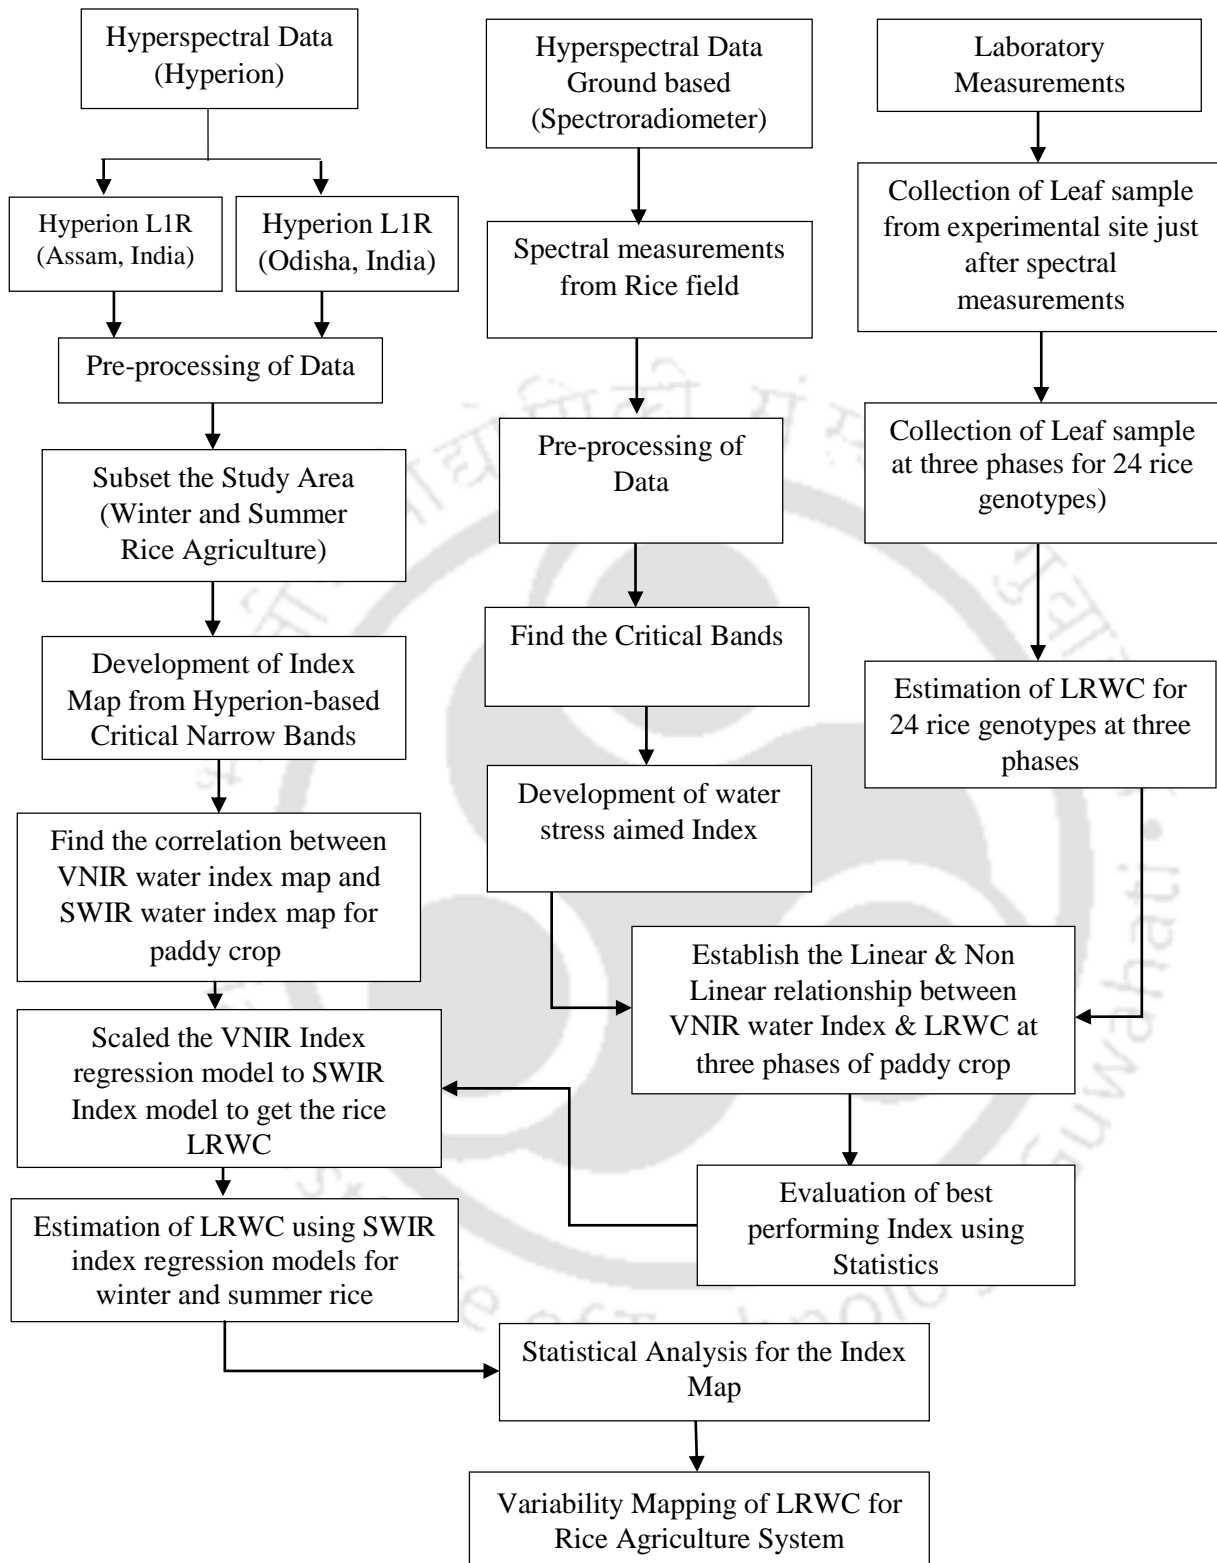 Hyperspectral Data
(Hyperion)
Hyperspectral Data
Ground based
(Spectroradiometer)
Laboratory
Measurements
Hyperion L1R
(Assam, India)
Hyperion L1R
(Odisha, India)
Spectral measurements
from Rice field
Collection of Leaf sample
from experimental site just
after spectral
measurements
Pre-processing of Data
Pre-processing of
Data
Collection of Leaf sample
at three phases for 24 rice
genotypes)
Subset the Study Area
(Winter and Summer
Rice Agriculture)
Find the Critical Bands
Estimation of LRWC for
24 rice genotypes at three
phases
Development of Index
Map from Hyperion-based
Critical Narrow Bands
Development of water
stress aimed Index
Find the correlation between
VNIR water index map and
SWIR water index map for
paddy crop
Establish the Linear & Non
Linear relationship between
VNIR water Index & LRWC at
three phases of paddy crop
Scaled the VNIR Index
regression model to SWIR
Index model to get the rice
LRWC
Evaluation of best
performing Index using
Statistics
Estimation of LRWC using SWIR
index regression models for
winter and summer rice
Statistical Analysis for the Index
Map
Variability Mapping of LRWC for
Rice Agriculture System